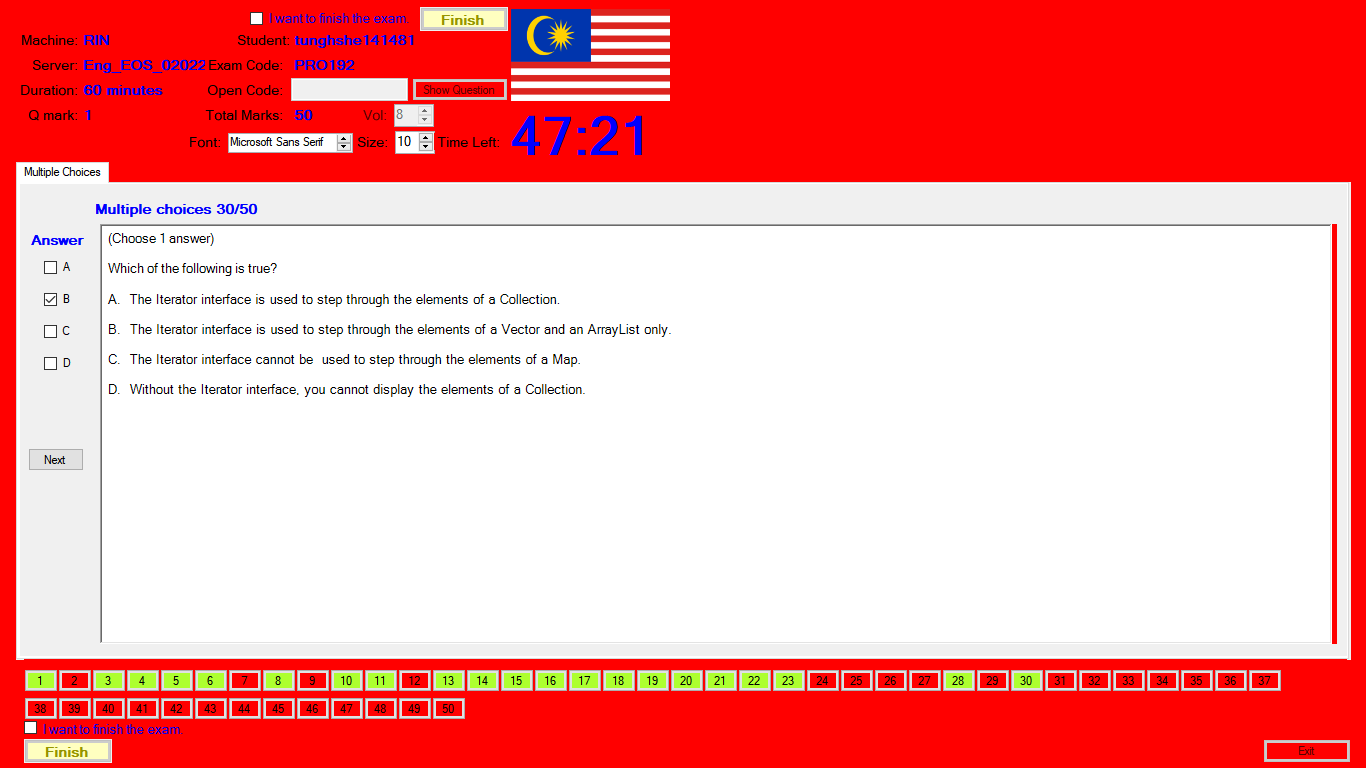 I want to finish the exam. Finish
Machine: RIN Student: tunghshe141481
Server: Eng_EOS_02022 Exam Code: PRO192
Duration: 60 minutes Open Code: Show Question
Q mark: 1 Total Marks: 50 Vol: 8
Font: Microsoft Sans Serif Size: 10 Time Left: 47:21
Multiple Choices
Multiple choices 30/50
Answer
A
B
C
D
Next
(Choose 1 answer)
Which of the following is true?
A. The Iterator interface is used to step through the elements of a Collection.
B. The Iterator interface is used to step through the elements of a Vector and an ArrayList only.
C. The Iterator interface cannot be  used to step through the elements of a Map.
D. Without the Iterator interface, you cannot display the elements of a Collection.
1 2 3 4 5 6 7 8 9 10 11 12 13 14 15 16 17 18 19 20 21 22 23 24 25 26 27 28 29 30 31 32 33 34 35 36 37
38 39 40 41 42 43 44 45 46 47 48 49 50
I want to finish the exam.
Finish Exit